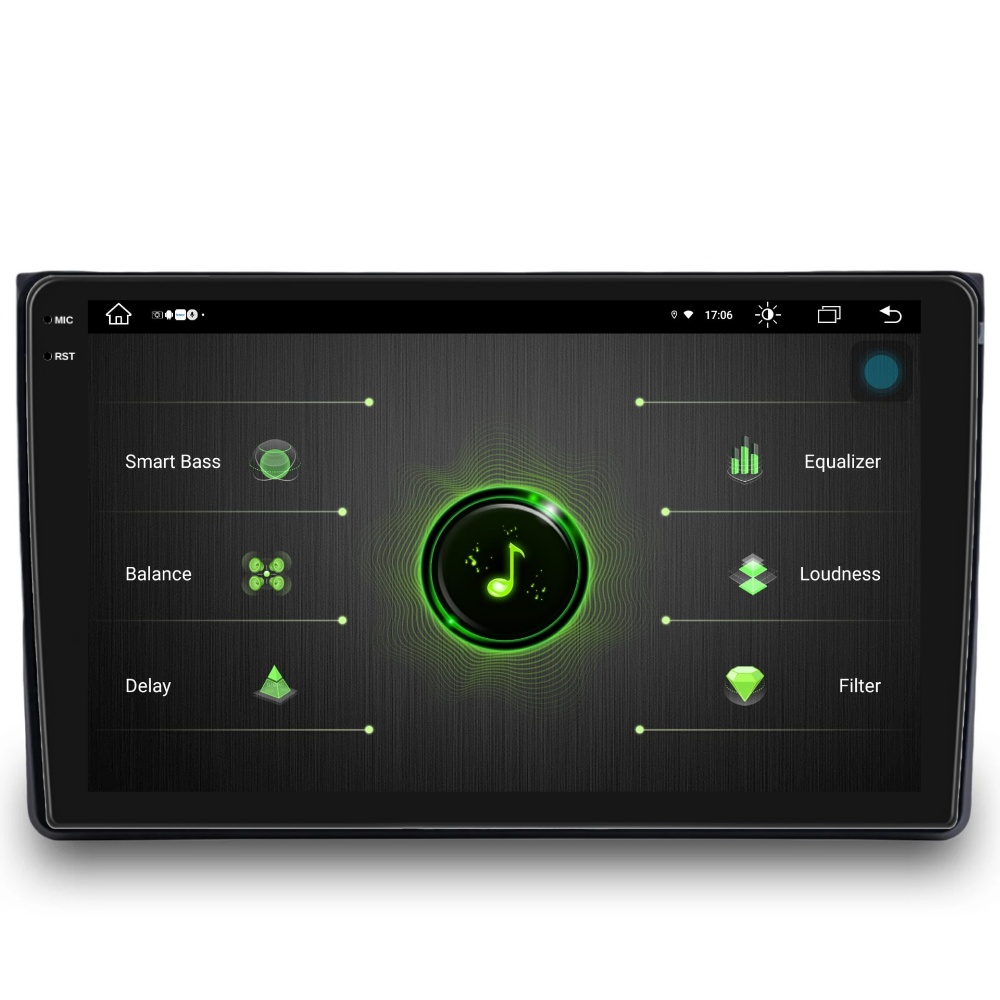 MIC
17:06
RST
Smart Bass
Equalizer
Balance
Loudness
Delay
Filter